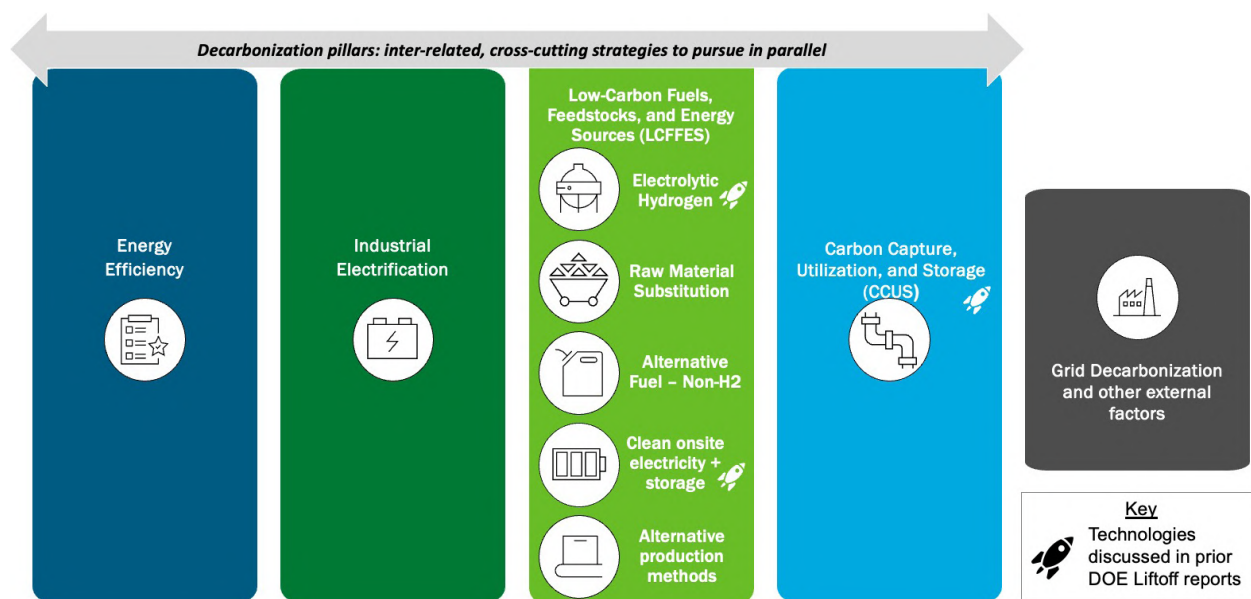 Decarbonization pillars: inter-related, cross-cutting strategies to pursue in parallel
Energy
Efficiency
Industrial
Electrification
Low-Carbon Fuels,
Feedstocks, and Energy
Sources (LCFFES)
Electrolytic
Hydrogen
Raw Material
Substitution
Alternative
Fuel – Non-H2
Clean onsite
electricity +
storage
Alternative
production
methods
Carbon Capture,
Utilization, and Storage
(CCUS)
Grid Decarbonization
and other external
factors
Key
Technologies
discussed in prior
DOE Liftoff reports